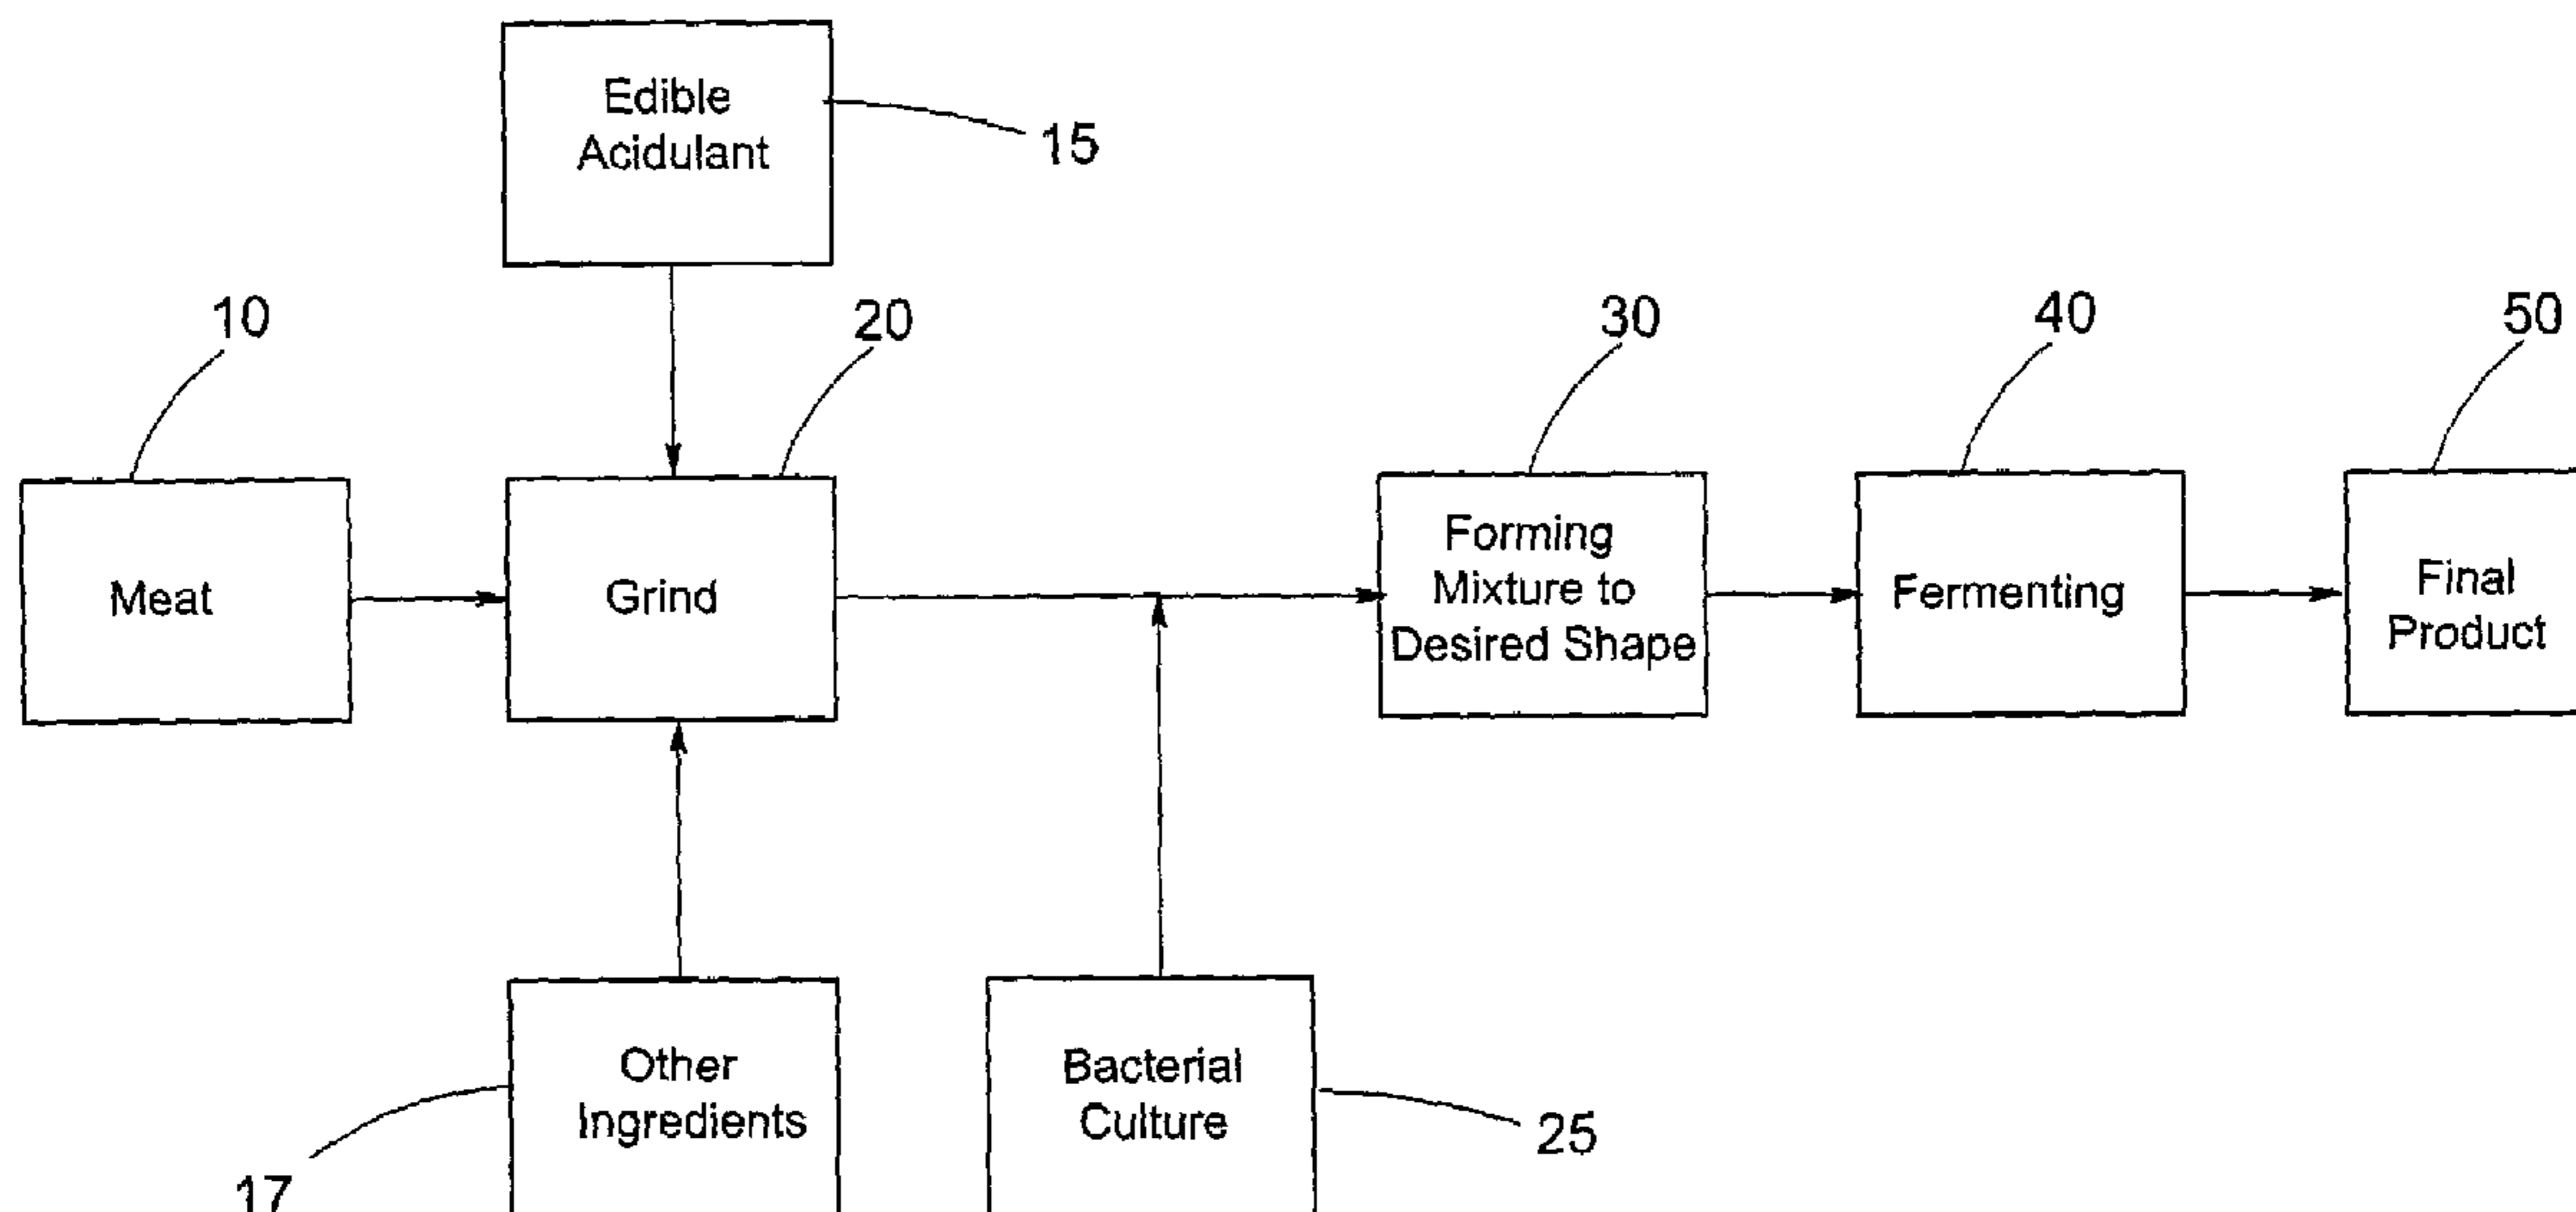 Edible
Acidulant
15
10
20
30
40
50
Meat
Grind
Forming
Mixture to
Desired Shape
Fermenting
Final
Product
Other
Ingredients
17
Bacterial
Culture
25